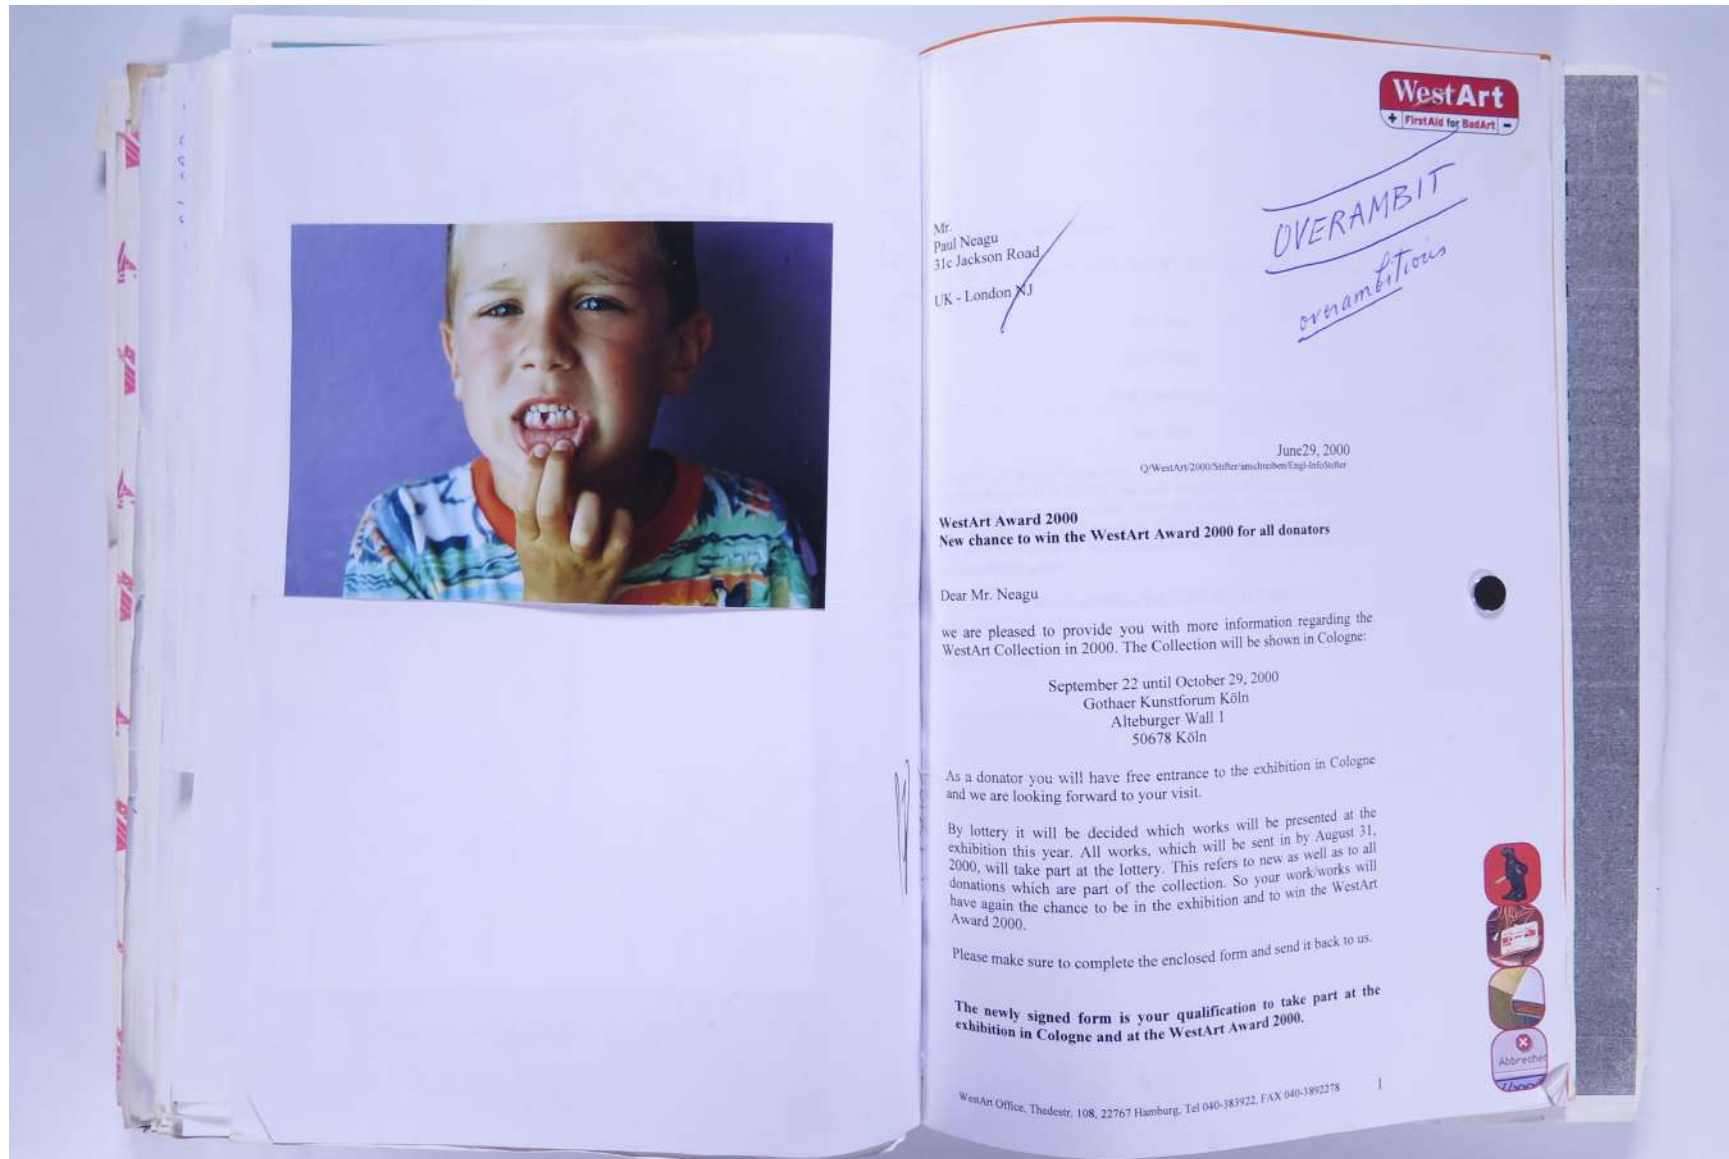 WestArt
+ FirstAid for BadArt -
OVERAMBIT
overambitious
Mr.
Paul Neagu
31c Jackson Road
UK - London NJ
June29, 2000
Q/WestArt/2000/Stifter/anschreiben/Engl-InfoStifter
WestArt Award 2000
New chance to win the WestArt Award 2000 for all donators
Dear Mr. Neagu
we are pleased to provide you with more information regarding the
WestArt Collection in 2000. The Collection will be shown in Cologne:
September 22 until October 29, 2000
Gothaer Kunstforum Köln
Alteburger Wall 1
50678 Köln
As a donator you will have free entrance to the exhibition in Cologne
and we are looking forward to your visit.
By lottery it will be decided which works will be presented at the
exhibition this year. All works, which will be sent in by August 31,
2000, will take part at the lottery. This refers to new as well as to all
donations which are part of the collection. So your work/works will
have again the chance to be in the exhibition and to win the WestArt
Award 2000.
Please make sure to complete the enclosed form and send it back to us.
The newly signed form is your qualification to take part at the
exhibition in Cologne and at the WestArt Award 2000.
Abbrechen
WestArt Office, Thedestr. 108, 22767 Hamburg, Tel 040-383922, FAX 040-3892278
1